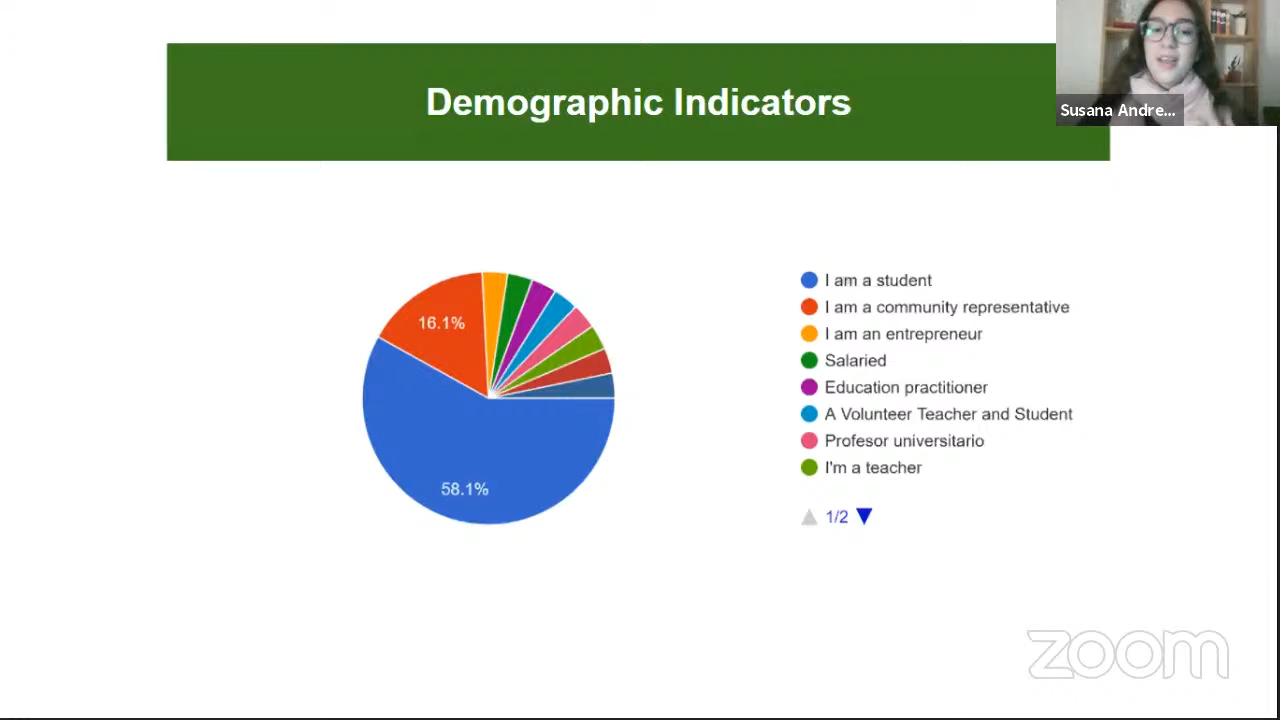 Demographic Indicators
Susana Andre...
16.1%
58.1%
I am a student
I am a community representative
I am an entrepreneur
Salaried
Education practitioner
A Volunteer Teacher and Student
Profesor universitario
I'm a teacher
1/2
zoom